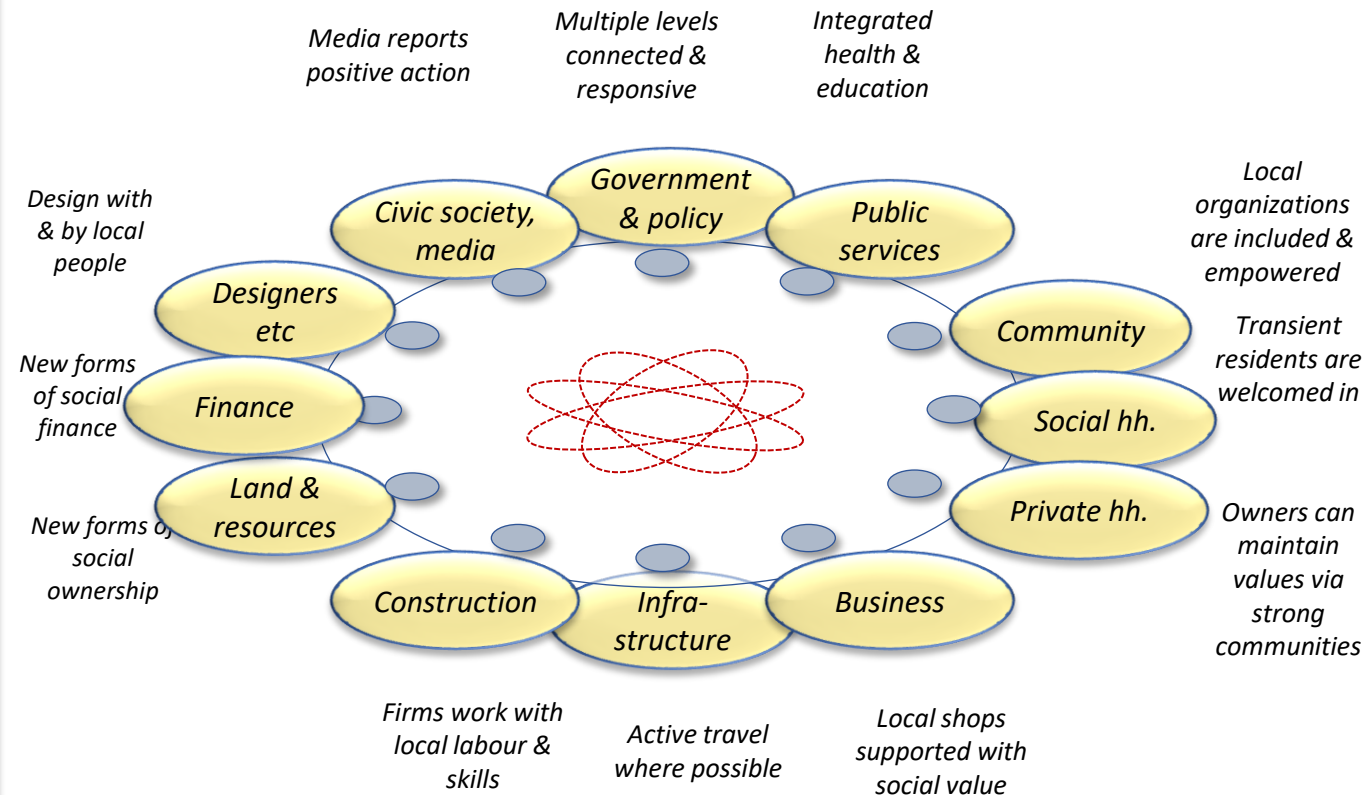 Media reports
positive action
Multiple levels
connected &
responsive
Integrated
health &
education
Design with
& by local
people
Civic society,
media
Government
& policy
Public
services
Local
organizations
are included &
empowered
Designers
etc
Community
New forms
of social
finance
Finance
Social hh.
Transient
residents are
welcomed in
Land &
resources
Private hh.
New forms of
social
ownership
Owners can
maintain
values via
strong
communities
Construction
Infra-
structure
Business
Firms work with
local labour &
skills
Active travel
where possible
Local shops
supported with
social value